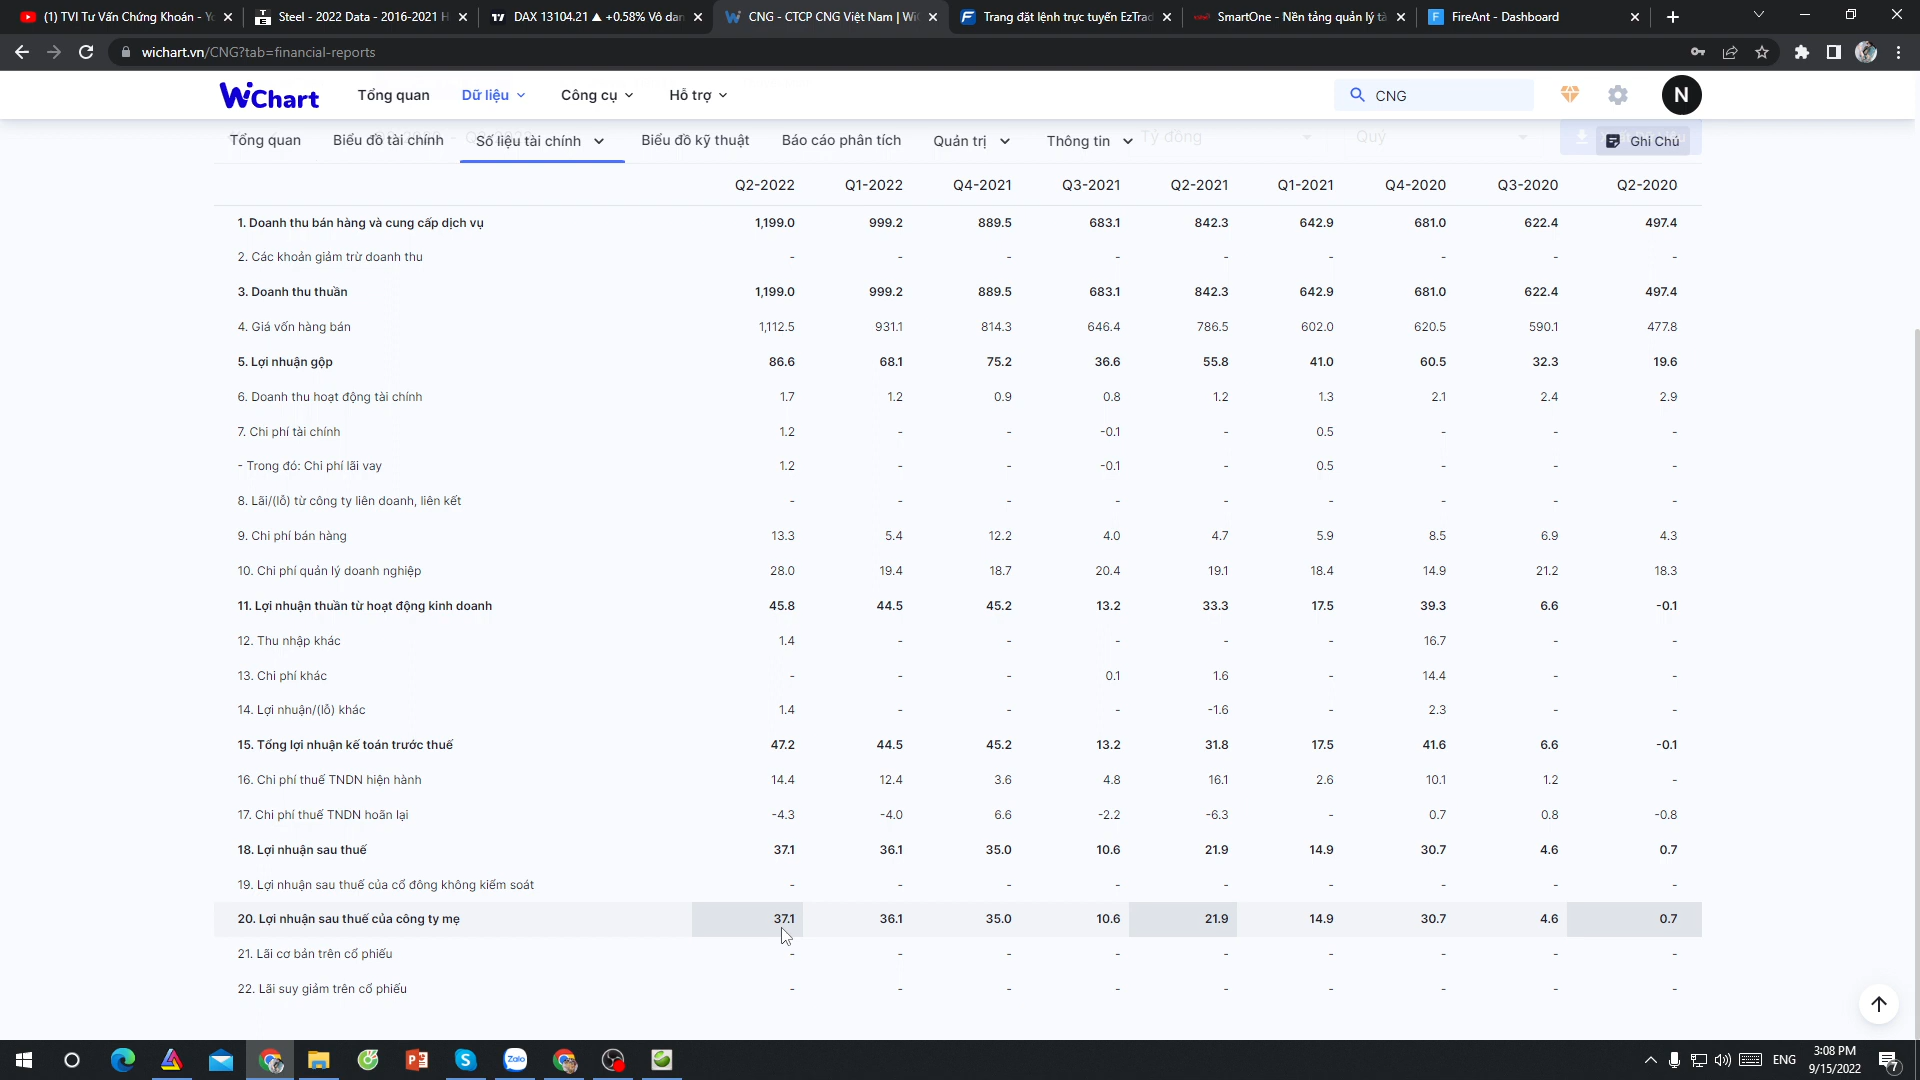 (1) TVI Tư Vấn Chứng Khoán - Yo
Steel - 2022 Data - 2016-2021 H
DAX 13104.21 ▲ +0.58% Vô dan
CNG - CTCP CNG Việt Nam | WiC
Trang đặt lệnh trực tuyến EzTrad
SmartOne - Nền tảng quản lý tà
FireAnt - Dashboard
wichart.vn/CNG?tab=financial-reports
WiChart Tổng quan Dữ liệu Công cụ Hỗ trợ CNG N
Tổng quan Biểu đồ tài chính Số liệu tài chính Biểu đồ kỹ thuật Báo cáo phân tích Quản trị Thông tin Tỷ đồng Quý Ghi Chú
Q2-2022 Q1-2022 Q4-2021 Q3-2021 Q2-2021 Q1-2021 Q4-2020 Q3-2020 Q2-2020
1. Doanh thu bán hàng và cung cấp dịch vụ 1,199.0 999.2 889.5 683.1 842.3 642.9 681.0 622.4 497.4
2. Các khoản giảm trừ doanh thu - - - - - - - - -
3. Doanh thu thuần 1,199.0 999.2 889.5 683.1 842.3 642.9 681.0 622.4 497.4
4. Giá vốn hàng bán 1,112.5 931.1 814.3 646.4 786.5 602.0 620.5 590.1 477.8
5. Lợi nhuận gộp 86.6 68.1 75.2 36.6 55.8 41.0 60.5 32.3 19.6
6. Doanh thu hoạt động tài chính 1.7 1.2 0.9 0.8 1.2 1.3 2.1 2.4 2.9
7. Chi phí tài chính 1.2 - - -0.1 - 0.5 - - -
- Trong đó: Chi phí lãi vay 1.2 - - -0.1 - 0.5 - - -
8. Lãi/(lỗ) từ công ty liên doanh, liên kết - - - - - - - - -
9. Chi phí bán hàng 13.3 5.4 12.2 4.0 4.7 5.9 8.5 6.9 4.3
10. Chi phí quản lý doanh nghiệp 28.0 19.4 18.7 20.4 19.1 18.4 14.9 21.2 18.3
11. Lợi nhuận thuần từ hoạt động kinh doanh 45.8 44.5 45.2 13.2 33.3 17.5 39.3 6.6 -0.1
12. Thu nhập khác 1.4 - - - - - 16.7 - -
13. Chi phí khác - - - 0.1 1.6 - 14.4 - -
14. Lợi nhuận/(lỗ) khác 1.4 - - - -1.6 - 2.3 - -
15. Tổng lợi nhuận kế toán trước thuế 47.2 44.5 45.2 13.2 31.8 17.5 41.6 6.6 -0.1
16. Chi phí thuế TNDN hiện hành 14.4 12.4 3.6 4.8 16.1 2.6 10.1 1.2 -
17. Chi phí thuế TNDN hoãn lại -4.3 -4.0 6.6 -2.2 -6.3 - 0.7 0.8 -0.8
18. Lợi nhuận sau thuế 37.1 36.1 35.0 10.6 21.9 14.9 30.7 4.6 0.7
19. Lợi nhuận sau thuế của cổ đông không kiểm soát - - - - - - - - -
20. Lợi nhuận sau thuế của công ty mẹ 37.1 36.1 35.0 10.6 21.9 14.9 30.7 4.6 0.7
21. Lãi cơ bản trên cổ phiếu - - - - - - - - -
22. Lãi suy giảm trên cổ phiếu - - - - - - - - -
Zalo
ENG
3:08 PM
9/15/2022
7